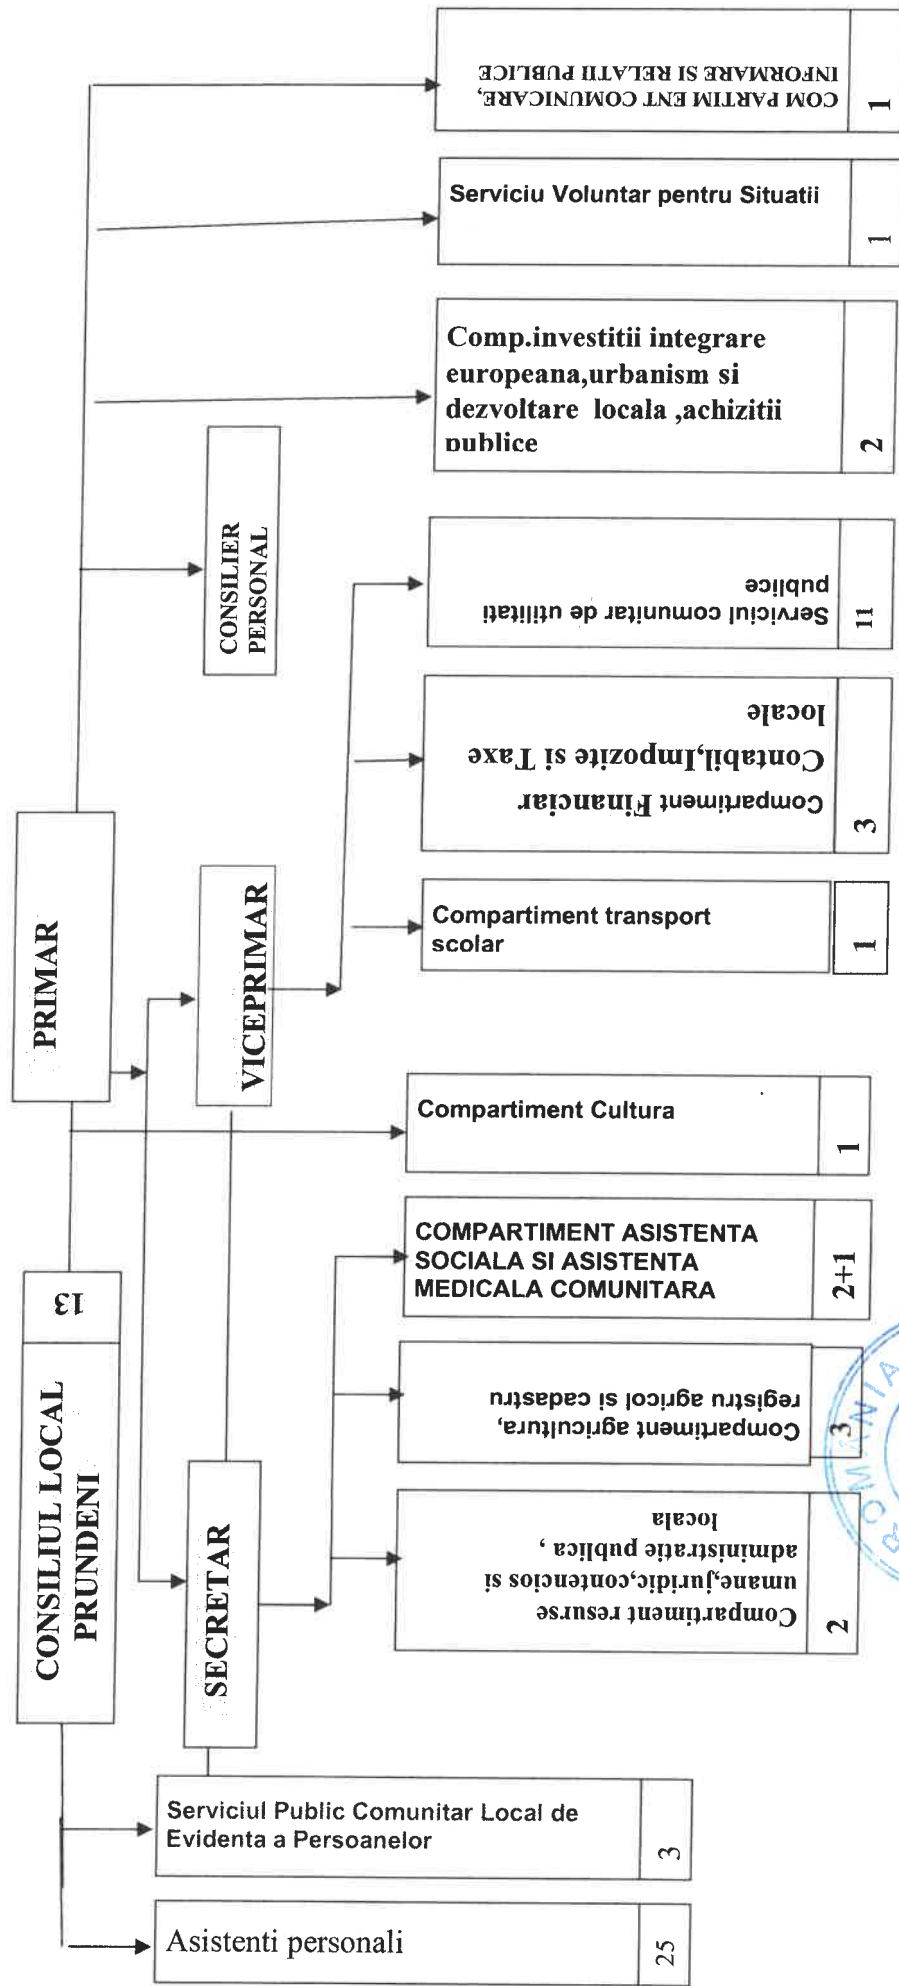 CONSILIUL LOCAL
PRUNDENI
13
PRIMAR
SECRETAR
VICEPRIMAR
CONSILIER
PERSONAL
Asistenti personali
25
Serviciul Public Comunitar Local de
Evidenta a Persoanelor
3
Compartiment resurse
umane,juridic,contencios si
administratie publica ,
locala
2
Compartiment agricultura,
registru agricol si cadastru
3
COMPARTIMENT ASISTENTA
SOCIALA SI ASISTENTA
MEDICALA COMUNITARA
2+1
Compartiment Cultura
1
Compartiment transport
scolar
1
Compartiment Financiar
Contabil,Impozite si Taxe
locale
3
Serviciul comunitar de utilitati
publice
11
Comp.investitii integrare
europeana,urbanism si
dezvoltare locala ,achizitii
publice
2
Serviciu Voluntar pentru Situatii
1
COM PARTIM ENT COMUNICARE,
INFORMARE SI RELATII PUBLICE
1
ROMANIA